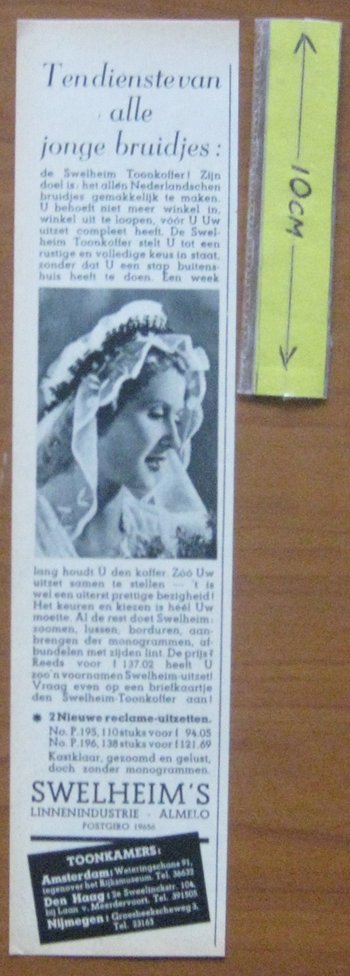 Ten dienste van
alle
jonge bruidjes:
de Swelheim Toonkoffer! Zijn
doel is: het allen Nederlandschen
bruidjes gemakkelijk te maken.
U behoeft niet meer winkel in,
winkel uit te loopen, vóór U Uw
uitzet compleet heeft. De Swel-
heim Toonkoffer stelt U tot een
rustige en volledige keus in staat,
zonder dat U een stap buitens-
huis heeft te doen. Een week
lang houdt U den koffer. Zóó Uw
uitzet samen te stellen — 't is
wel een uiterst prettige bezigheid!
Het keuren en kiezen is héél Uw
moeite. Al de rest doet Swelheim:
zoomen, lussen, borduren, aan-
brengen der monogrammen, af-
bundelen met zijden lint. De prijs?
Reeds voor f 137.02 heeft U
zoo'n voornamen Swelheim-uitzet!
Vraag even op een briefkaartje
den Swelheim-Toonkoffer aan!
* 2 Nieuwe reclame-uitzetten.
No. P. 195, 110 stuks voor f 94.05
No. P. 196, 138 stuks voor f 121.69
Kastklaar, gezoomd en gelust,
doch zonder monogrammen.
SWELHEIM'S
LINNENINDUSTRIE - ALMELO
POSTGIRO 19656
TOONKAMERS:
Amsterdam: Weteringschans 91,
tegenover het Rijksmuseum. Tel. 36632
Den Haag: 2e Sweelinckstr. 104,
bij Laan v. Meerdervoort. Tel. 391505
Nijmegen: Groesbeekscheweg 3,
Tel. 23163
10CM